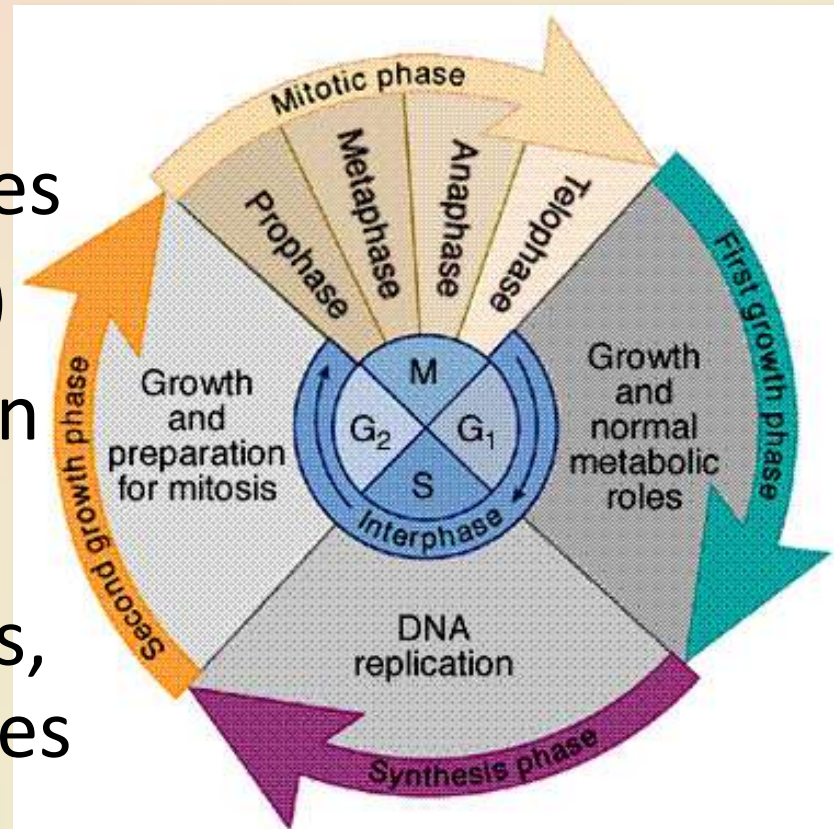 es
)
n
s,
es
Mitotic phase
Prophase
Metaphase
Anaphase
Telophase
First growth phase
Growth
and
normal
metabolic
roles
Synthesis phase
DNA
replication
Second growth phase
Growth
and
preparation
for mitosis
M
G₁
S
G₂
Interphase